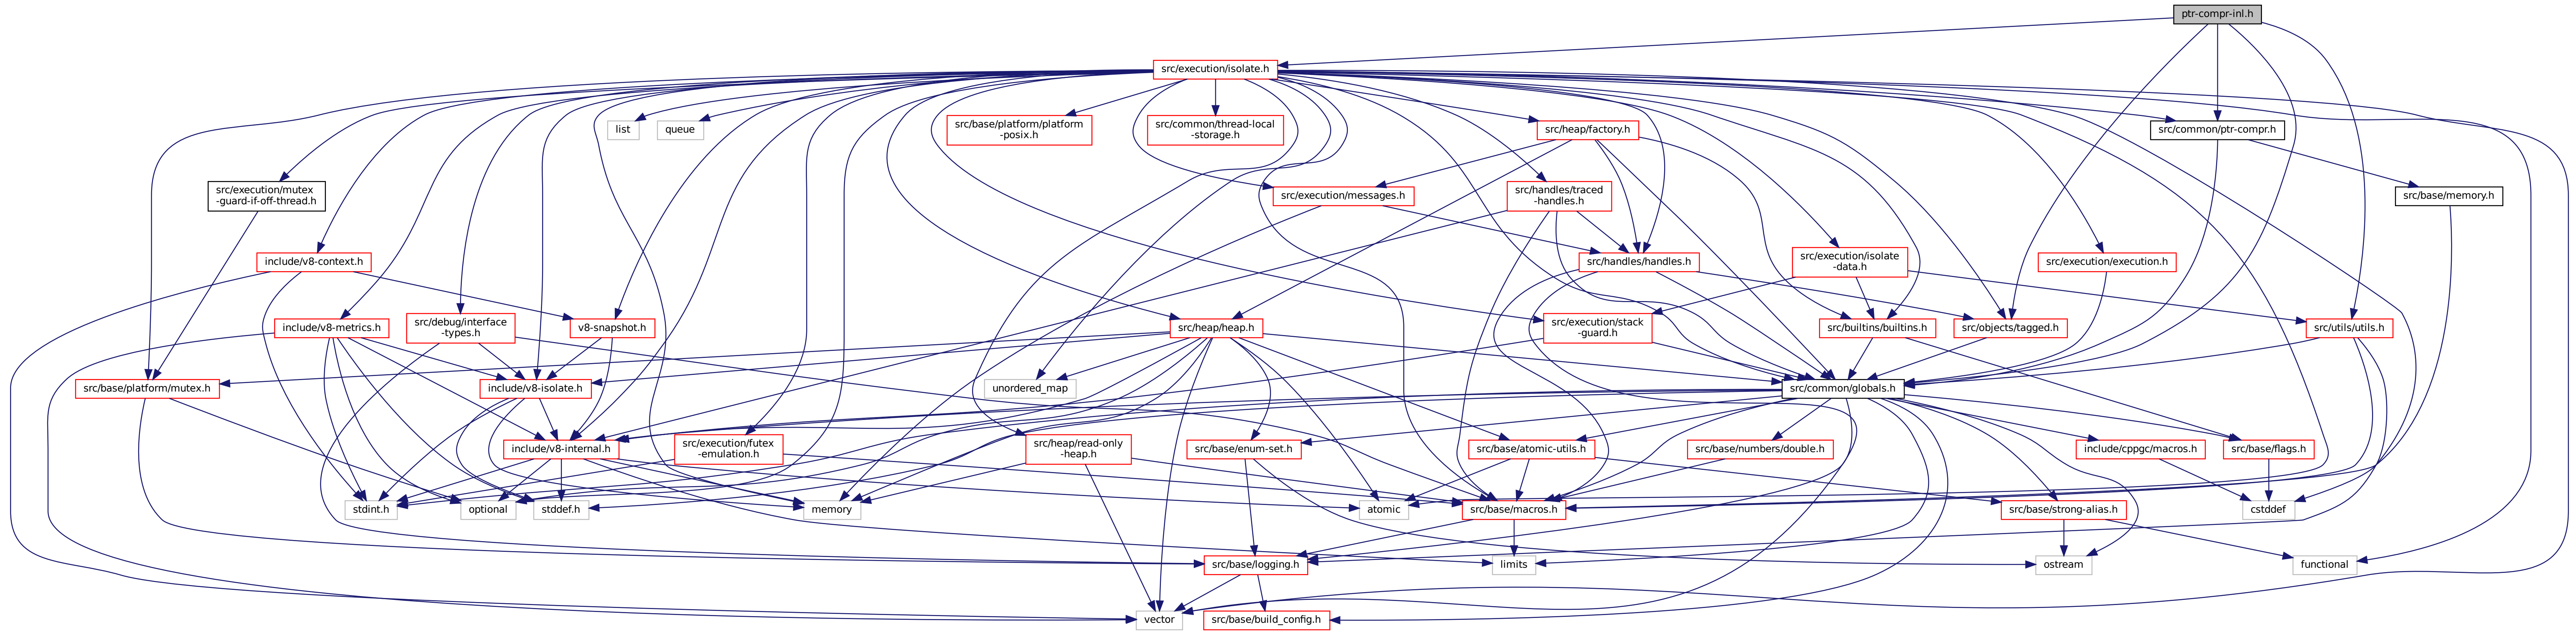 ptr-compr-inl.h
src/execution/isolate.h
list
queue
src/base/platform/platform
-posix.h
src/common/thread-local
-storage.h
src/heap/factory.h
src/common/ptr-compr.h
src/execution/mutex
-guard-if-off-thread.h
src/execution/messages.h
src/handles/traced
-handles.h
src/base/memory.h
include/v8-context.h
src/handles/handles.h
src/execution/isolate
-data.h
src/execution/execution.h
include/v8-metrics.h
src/debug/interface
-types.h
v8-snapshot.h
src/heap/heap.h
src/execution/stack
-guard.h
src/builtins/builtins.h
src/objects/tagged.h
src/utils/utils.h
src/base/platform/mutex.h
include/v8-isolate.h
unordered_map
src/common/globals.h
include/v8-internal.h
src/execution/futex
-emulation.h
src/heap/read-only
-heap.h
src/base/enum-set.h
src/base/atomic-utils.h
src/base/numbers/double.h
include/cppgc/macros.h
src/base/flags.h
stdint.h
optional
stddef.h
memory
atomic
src/base/macros.h
src/base/strong-alias.h
cstddef
src/base/logging.h
limits
ostream
functional
vector
src/base/build_config.h